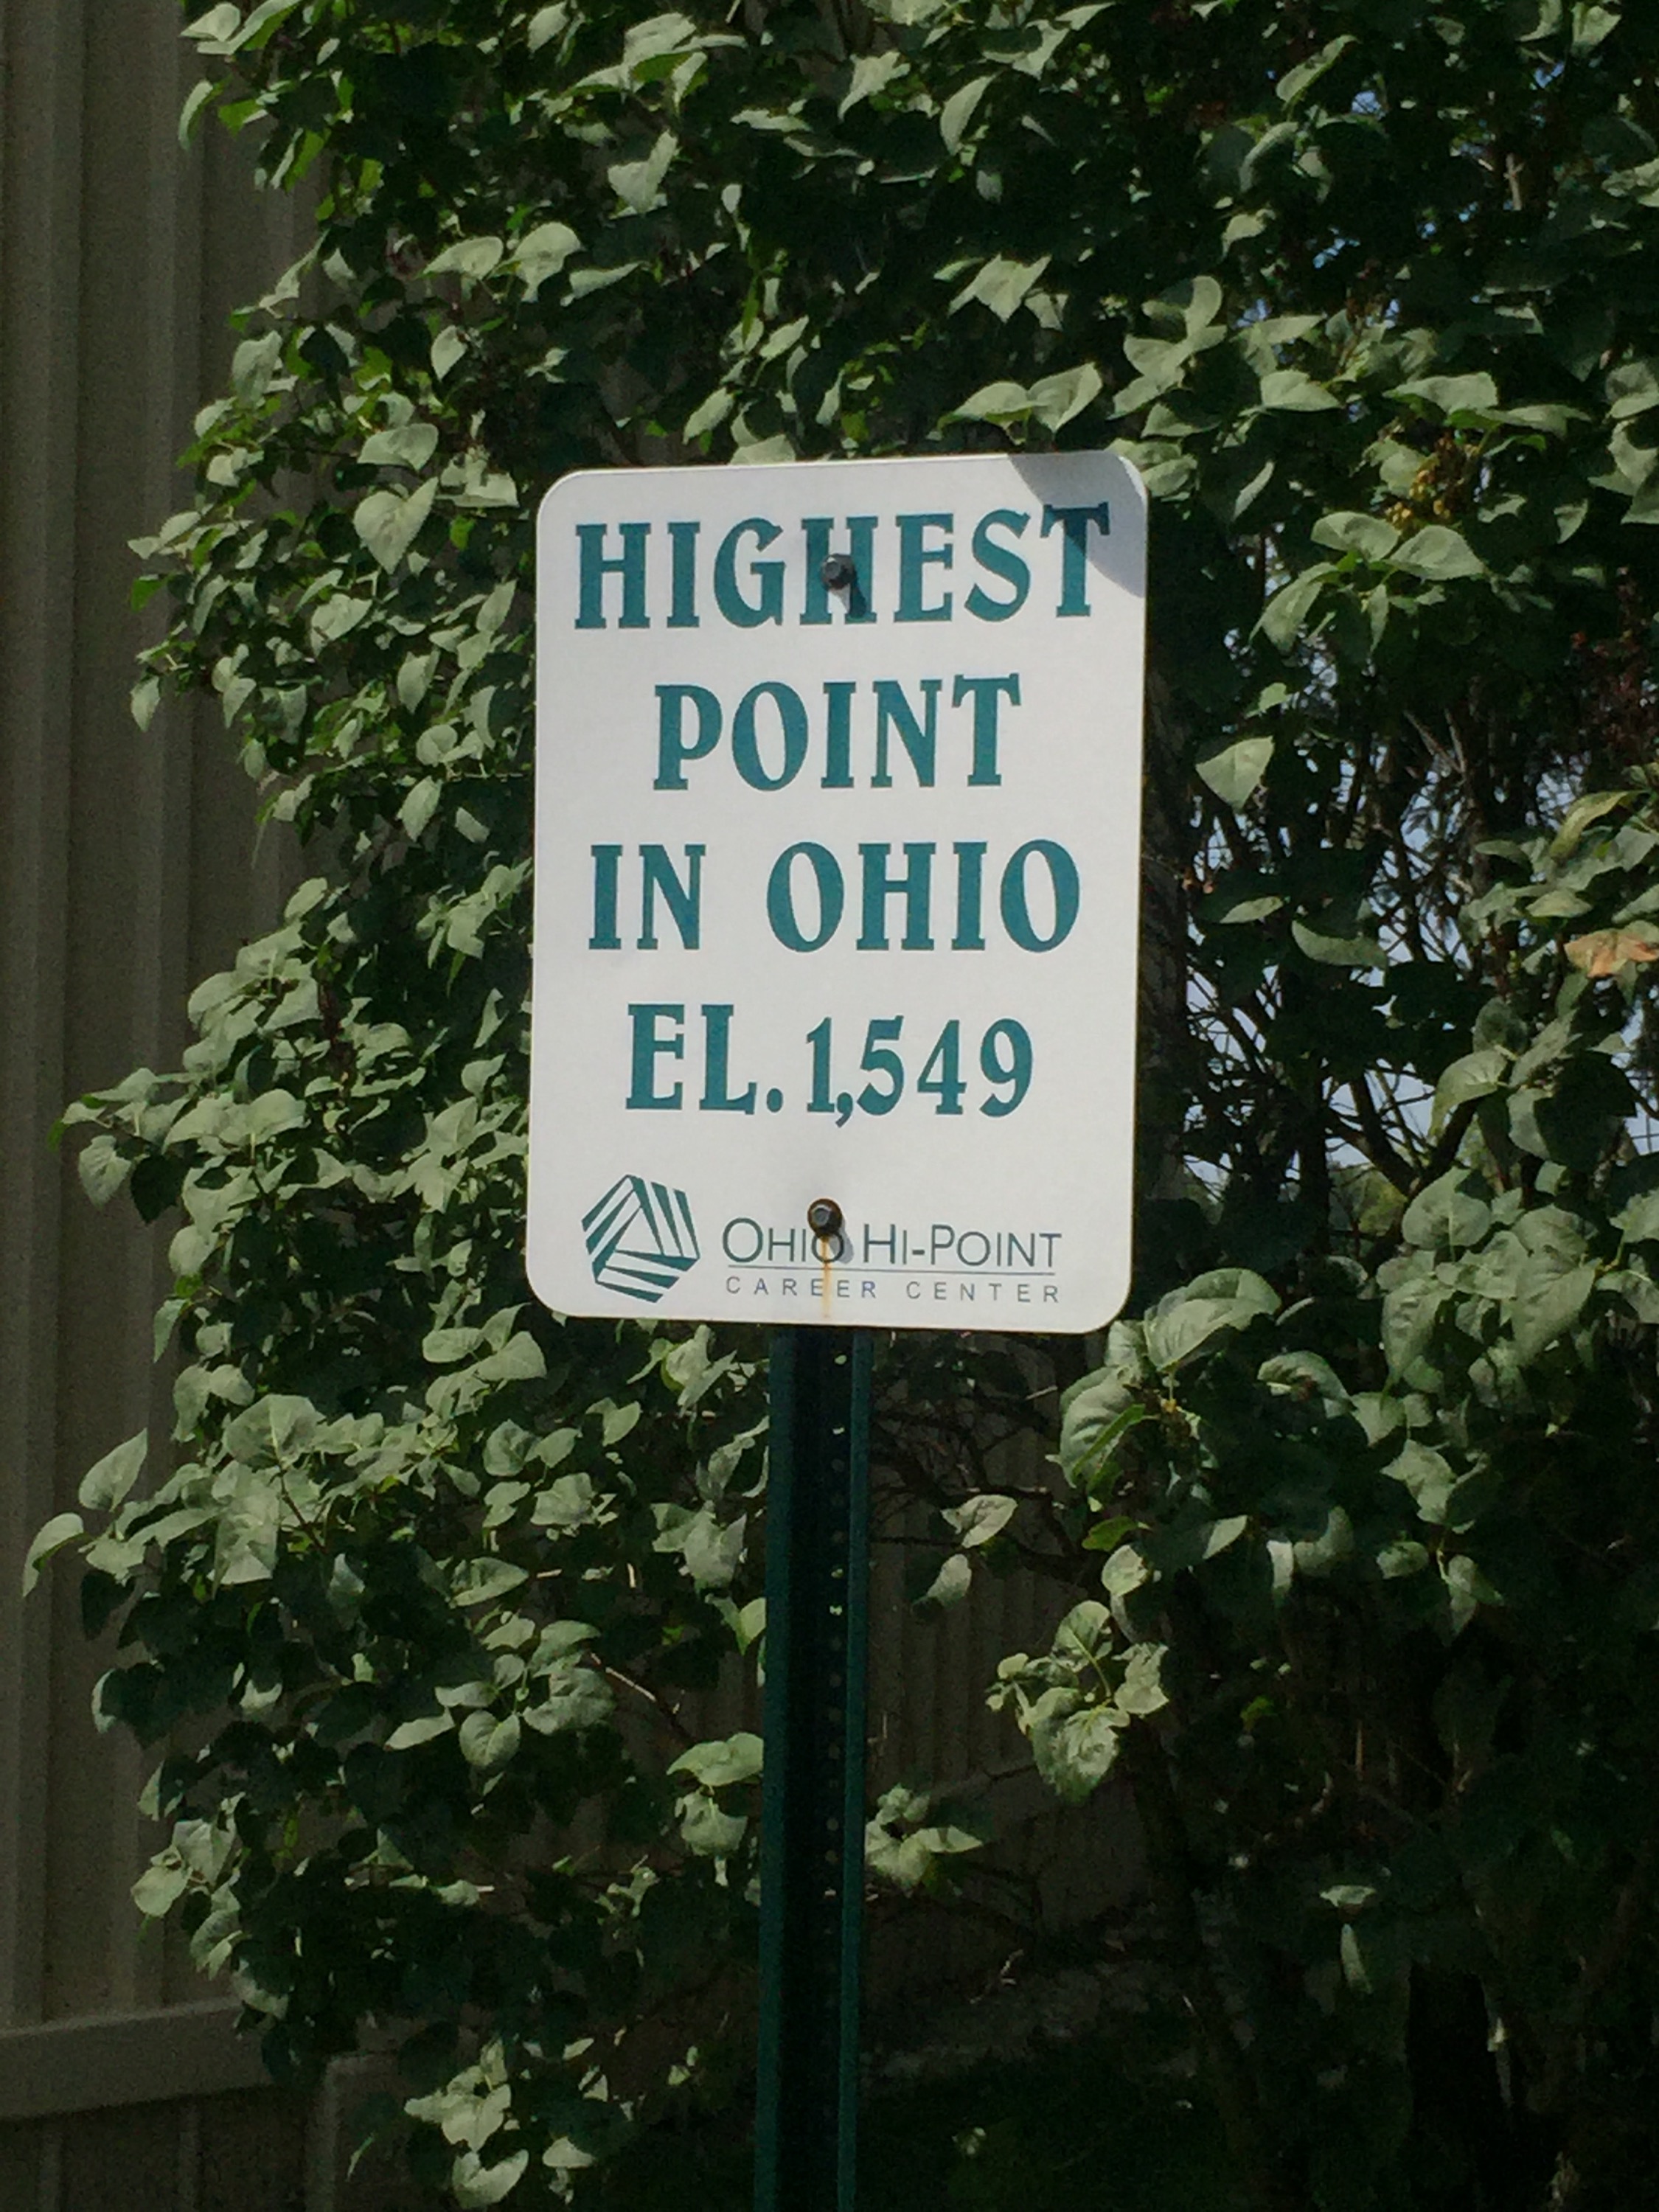 HIGHEST
POINT
IN OHIO
EL. 1,549
OHIO HI-POINT
CAREER CENTER